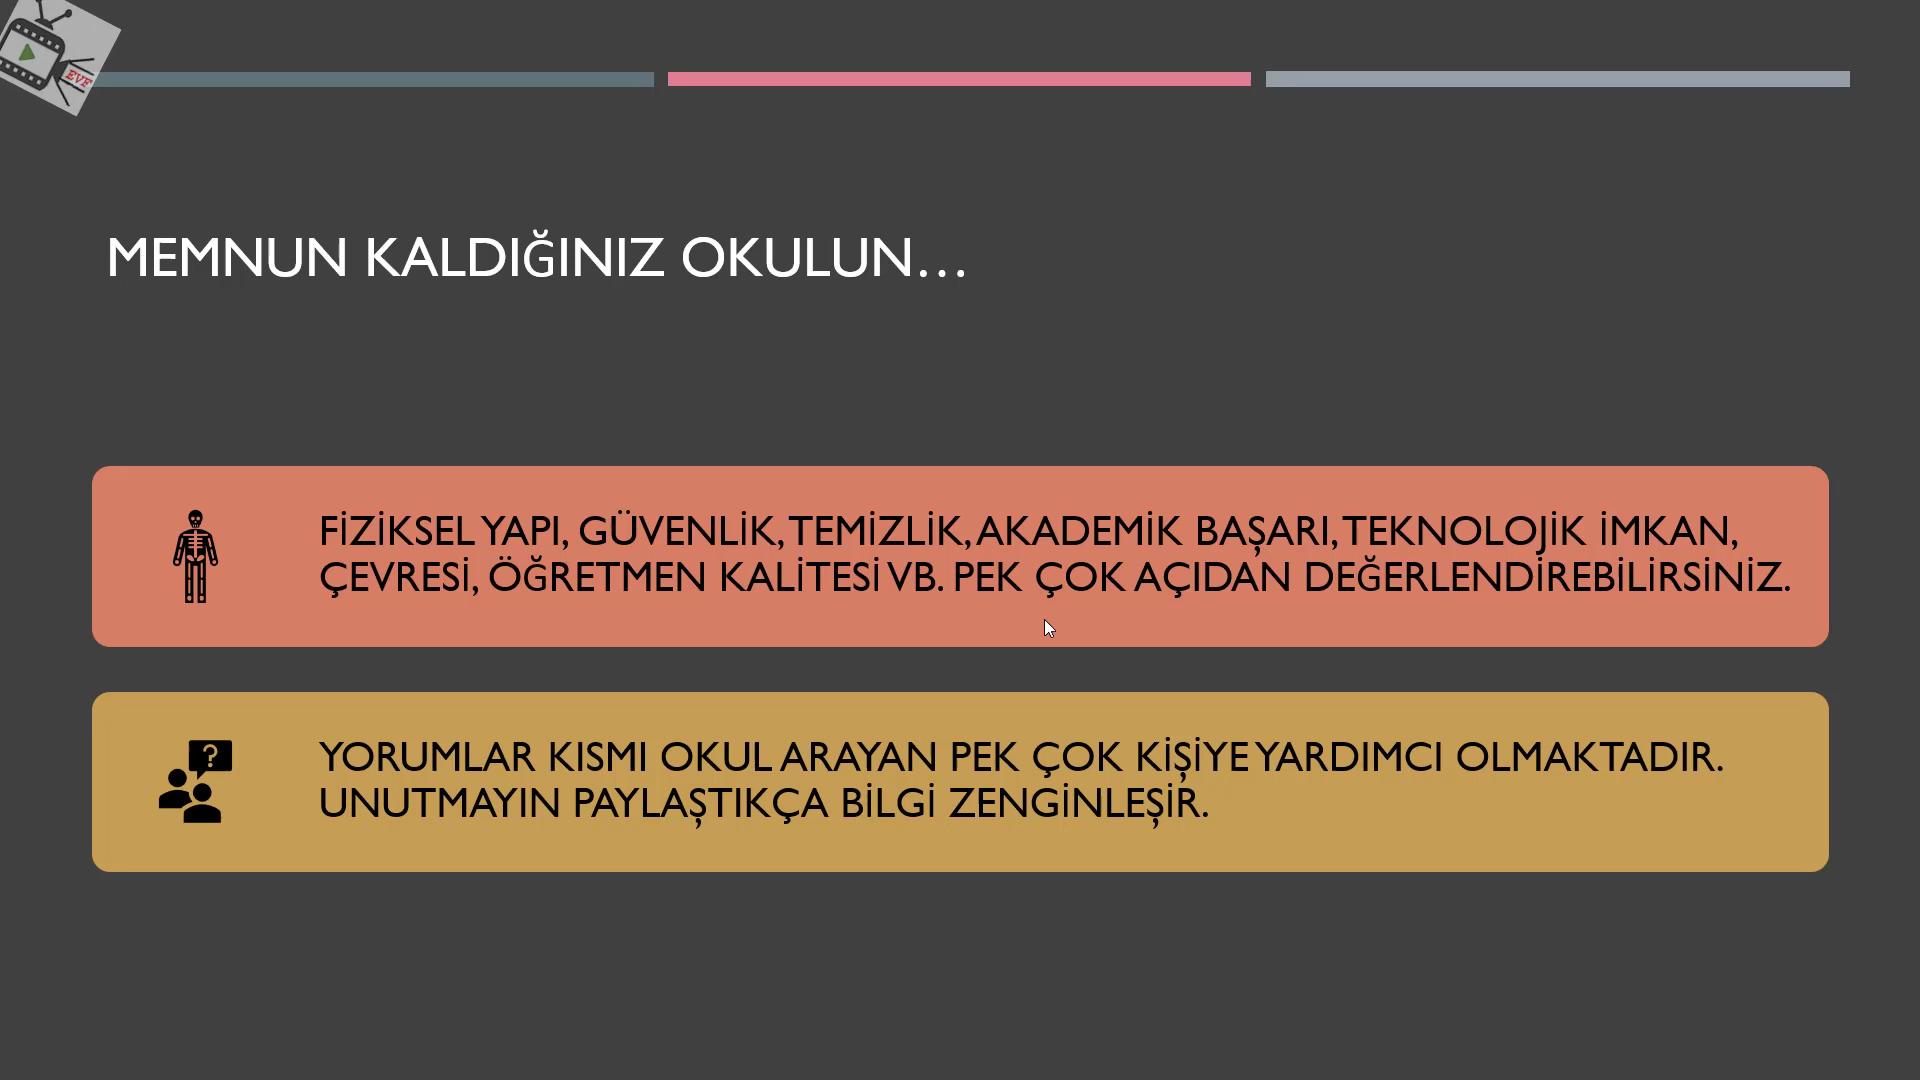 EVF
MEMNUN KALDIĞINIZ OKULUN…
FİZİKSEL YAPI, GÜVENLİK, TEMİZLİK, AKADEMİK BAŞARI, TEKNOLOJİK İMKAN,
ÇEVRESİ, ÖĞRETMEN KALİTESİ VB. PEK ÇOK AÇIDAN DEĞERLENDİREBİLİRSİNİZ.
?
YORUMLAR KISMI OKUL ARAYAN PEK ÇOK KİŞİYE YARDIMCI OLMAKTADIR.
UNUTMAYIN PAYLAŞTIKÇA BİLGİ ZENGİNLEŞİR.